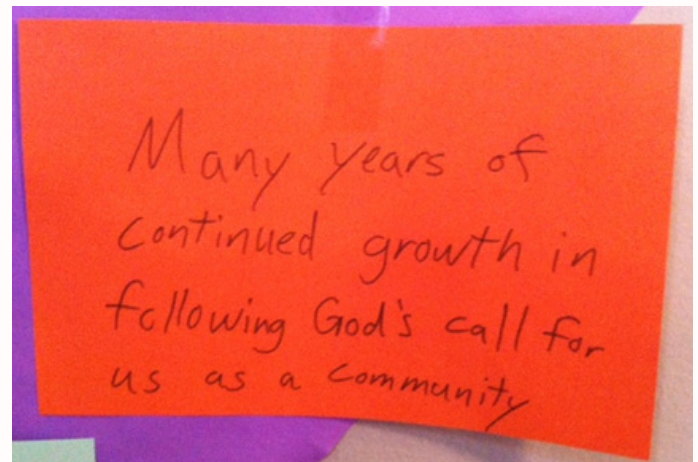 Many years of
continued growth in
following God's call for
us as a community